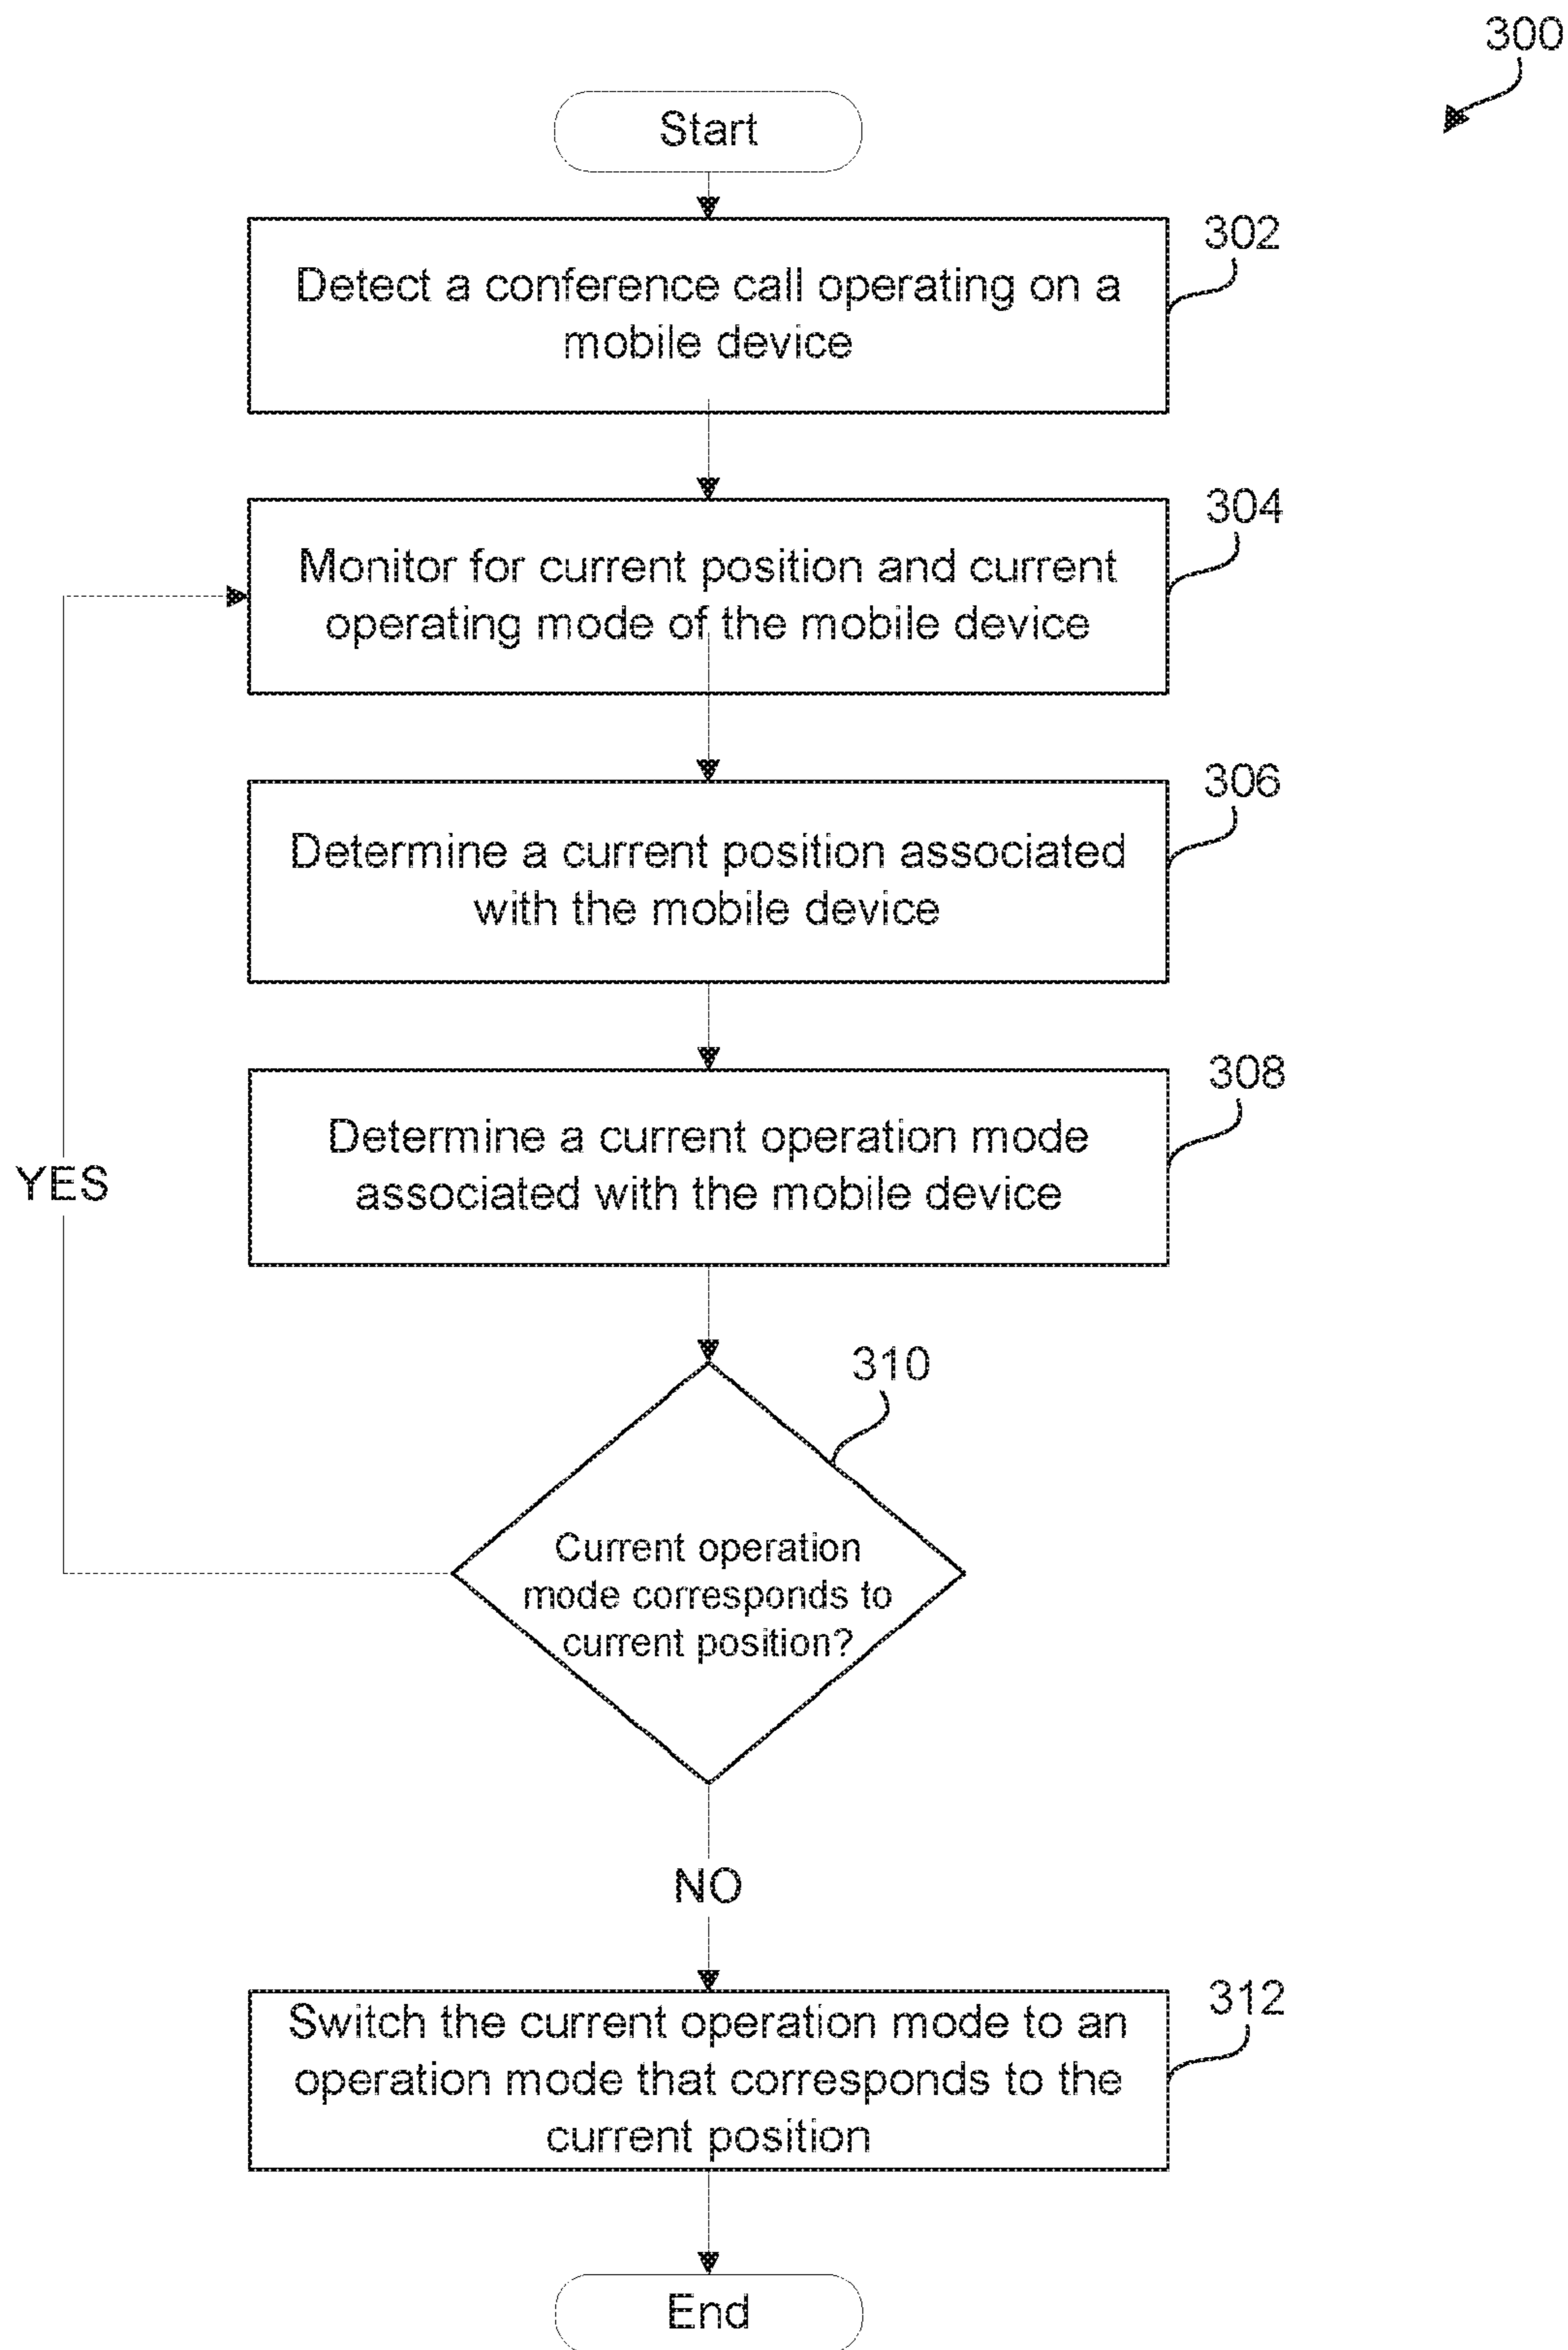 300
Start
302
Detect a conference call operating on a
mobile device
304
Monitor for current position and current
operating mode of the mobile device
306
Determine a current position associated
with the mobile device
308
Determine a current operation mode
associated with the mobile device
YES
310
Current operation
mode corresponds to
current position?
NO
312
Switch the current operation mode to an
operation mode that corresponds to the
current position
End